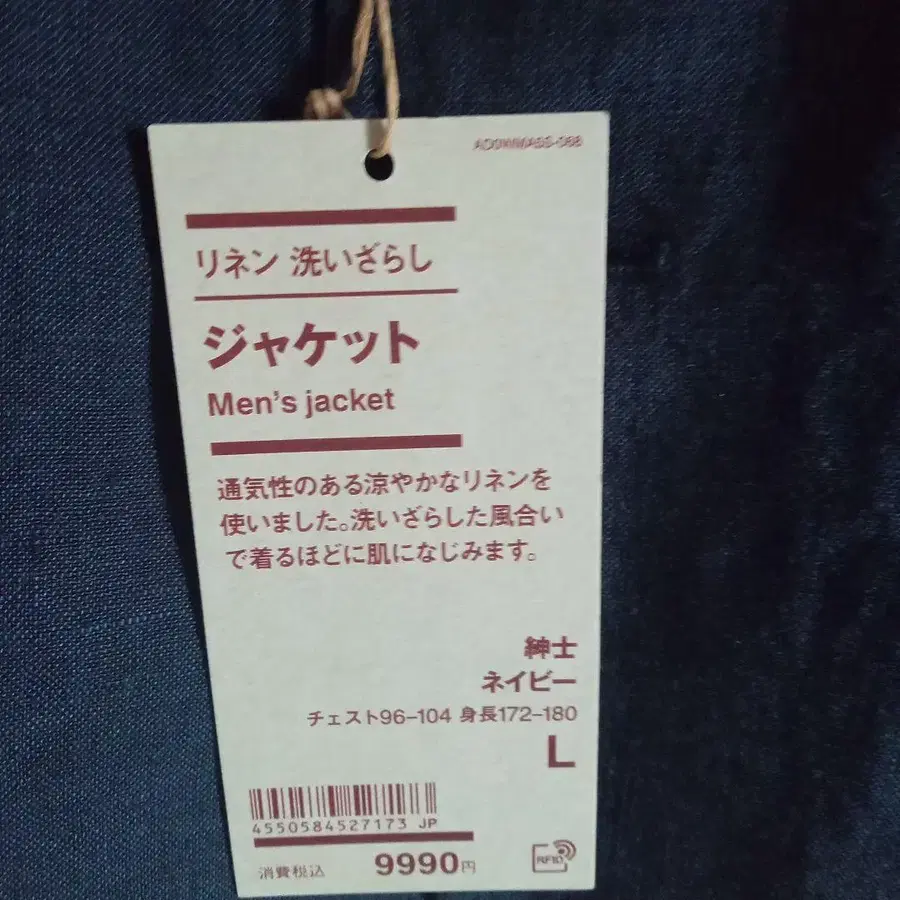 リネン 洗いざらし
ジャケット
Men's jacket
通気性のある涼やかなリネンを
使いました。洗いざらした風合い
で着るほどに肌になじみます。
紳士
ネイビー
チェスト96-104 身長172-180
L
4550584527173 JP
消費税込 9990円
RFID